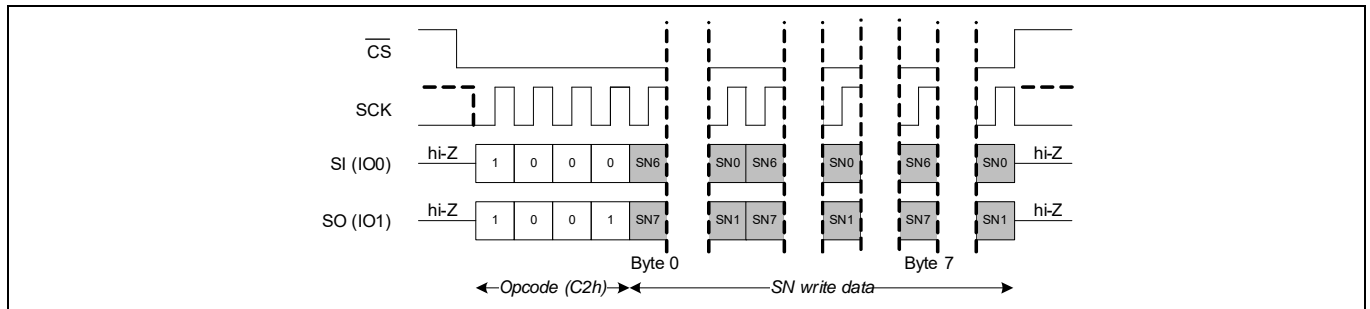 CS
SCK
SI (IO0) hi-Z 1 0 0 0 SN6 SN0 SN6 SN0 SN6 SN0 hi-Z
SO (IO1) hi-Z 1 0 0 1 SN7 SN1 SN7 SN1 SN7 SN1 hi-Z
Byte 0 Byte 7
Opcode (C2h) SN write data